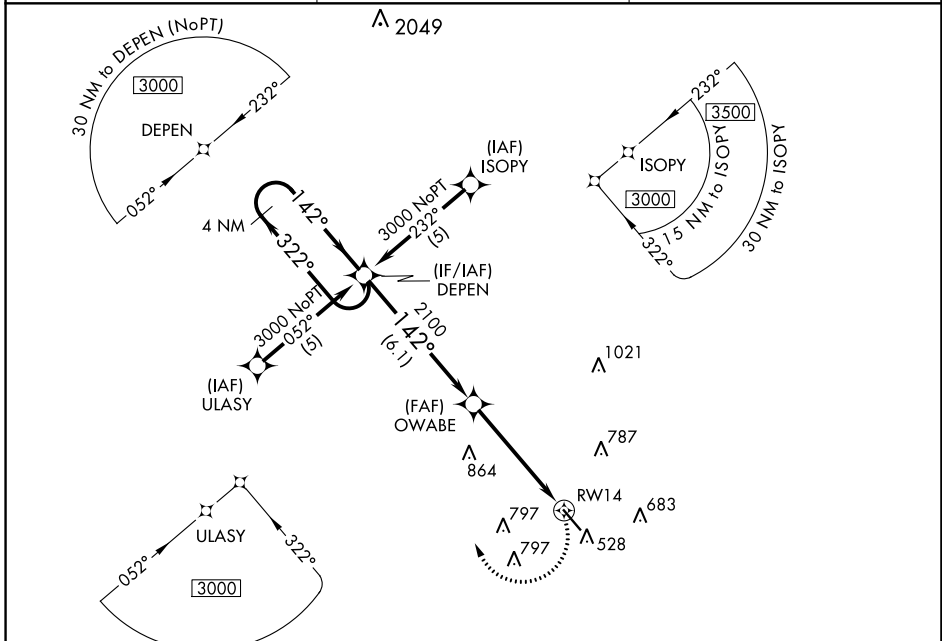 2049
30 NM to DEPEN (NoPT)
3000
232°
DEPEN
052°
3500
232°
ISOPY
3000
15 NM to ISOPY
30 NM to ISOPY
322°
(IAF)
ISOPY
3000 NoPT
232°
(5)
142°
4 NM
322°
(IF/IAF)
DEPEN
3000 NoPT
052°
(5)
2100
142°
(6.1)
(IAF)
ULASY
1021
(FAF)
OWABE
864
787
RW14
797
683
528
797
ULASY
052°
322°
3000